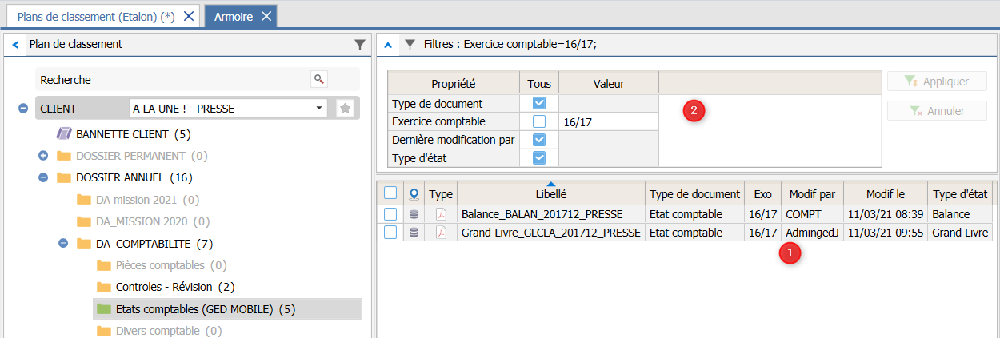 Plans de classement (Etalon) (*) Armoire
Plan de classement
Recherche
CLIENT A LA UNE ! - PRESSE
BANNETTE CLIENT (5)
DOSSIER PERMANENT (0)
DOSSIER ANNUEL (16)
DA mission 2021 (0)
DA_MISSION 2020 (0)
DA_COMPTABILITE (7)
Pièces comptables (0)
Controles - Révision (2)
Etats comptables (GED MOBILE) (5)
Divers comptable (0)
Filtres : Exercice comptable=16/17;
Propriété Tous Valeur
Type de document
Exercice comptable 16/17
Dernière modification par
Type d'état
2
Appliquer
Annuler
Type Libellé Type de document Exo Modif par Modif le Type d'état
Balance_BALAN_201712_PRESSE Etat comptable 16/17 COMPT 11/03/21 08:39 Balance
Grand-Livre_GLCLA_201712_PRESSE Etat comptable 16/17 AdmingedJ 11/03/21 09:55 Grand Livre
1